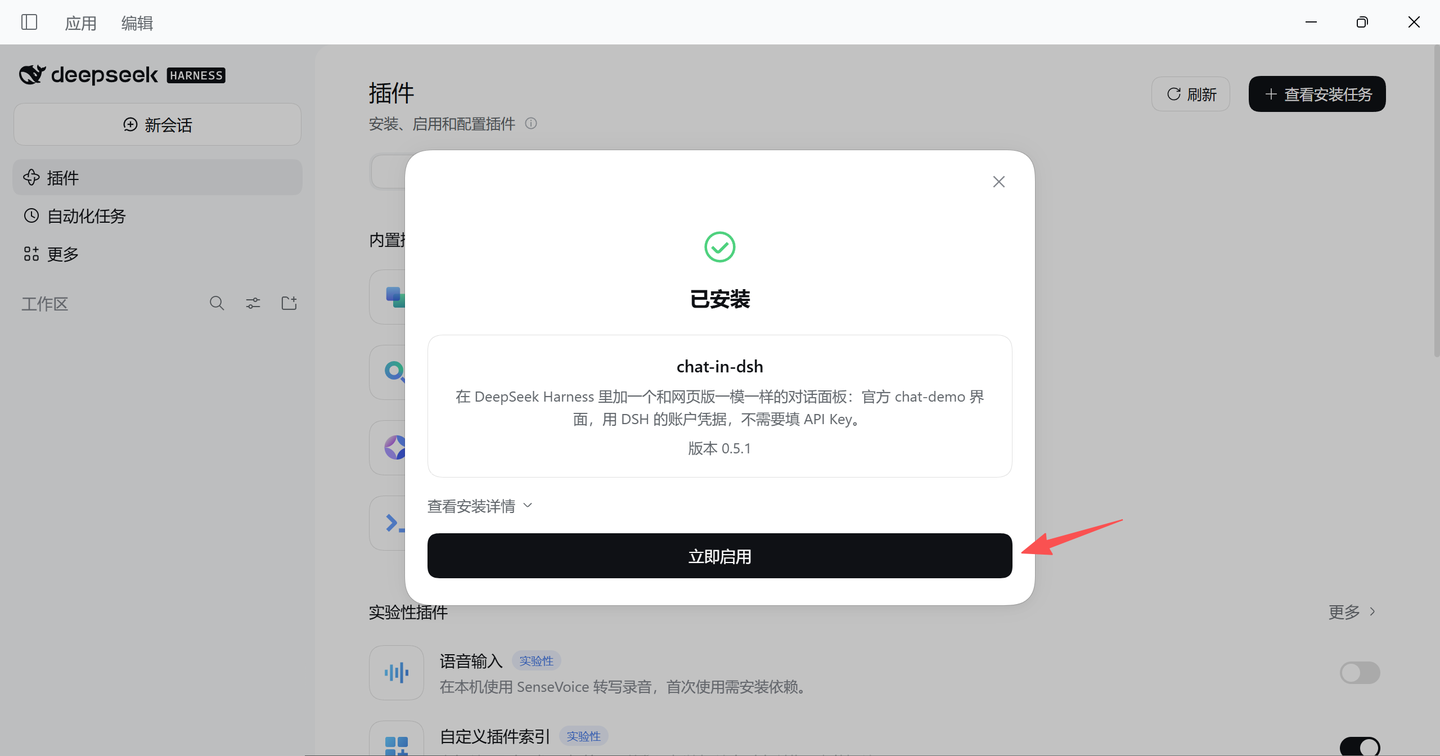 应用 编辑
deepseek HARNESS
新会话
插件
自动化任务
更多
工作区
插件
安装、启用和配置插件
刷新
查看安装任务
已安装
chat-in-dsh
在 DeepSeek Harness 里加一个和网页版一模一样的对话面板：官方 chat-demo 界
面，用 DSH 的账户凭据，不需要填 API Key。
版本 0.5.1
查看安装详情
立即启用
内置
实验性插件
更多
语音输入 实验性
在本机使用 SenseVoice 转写录音，首次使用需安装依赖。
自定义插件索引 实验性